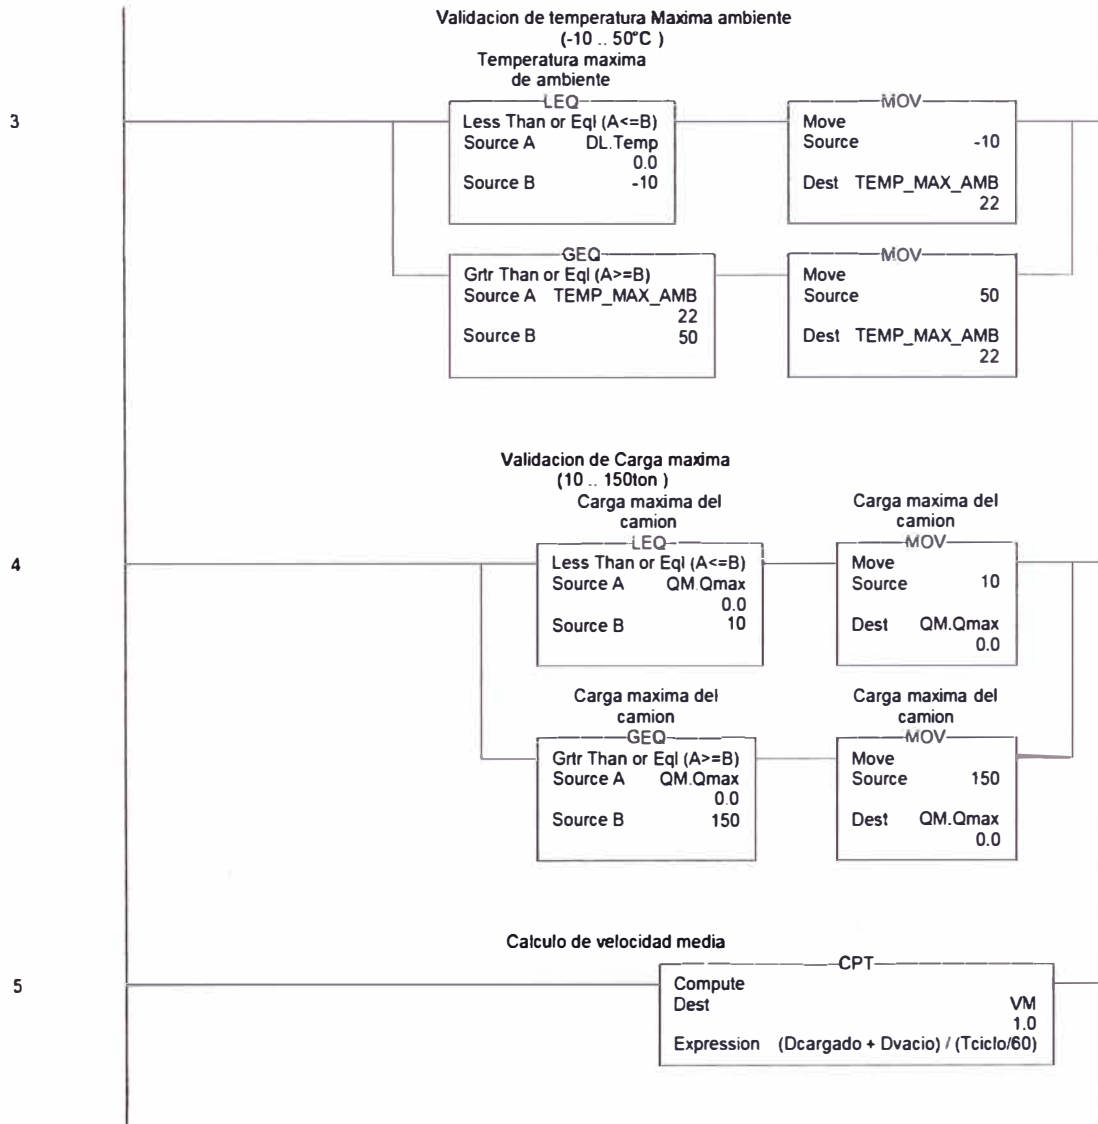 Validacion de temperatura Maxima ambiente
(-10 .. 50°C )
Temperatura maxima
de ambiente
3
LEQ
Less Than or Eql (A<=B)
Source A DL.Temp
0.0
Source B -10
MOV
Move
Source -10
Dest TEMP_MAX_AMB
22
GEQ
Grtr Than or Eql (A>=B)
Source A TEMP_MAX_AMB
22
Source B 50
MOV
Move
Source 50
Dest TEMP_MAX_AMB
22
Validacion de Carga maxima
(10 .. 150ton )
Carga maxima del
camion
Carga maxima del
camion
4
LEQ
Less Than or Eql (A<=B)
Source A QM.Qmax
0.0
Source B 10
MOV
Move
Source 10
Dest QM.Qmax
0.0
Carga maxima del
camion
Carga maxima del
camion
GEQ
Grtr Than or Eql (A>=B)
Source A QM.Qmax
0.0
Source B 150
MOV
Move
Source 150
Dest QM.Qmax
0.0
Calculo de velocidad media
5
CPT
Compute
Dest VM
1.0
Expression (Dcargado + Dvacio) / (Tciclo/60)